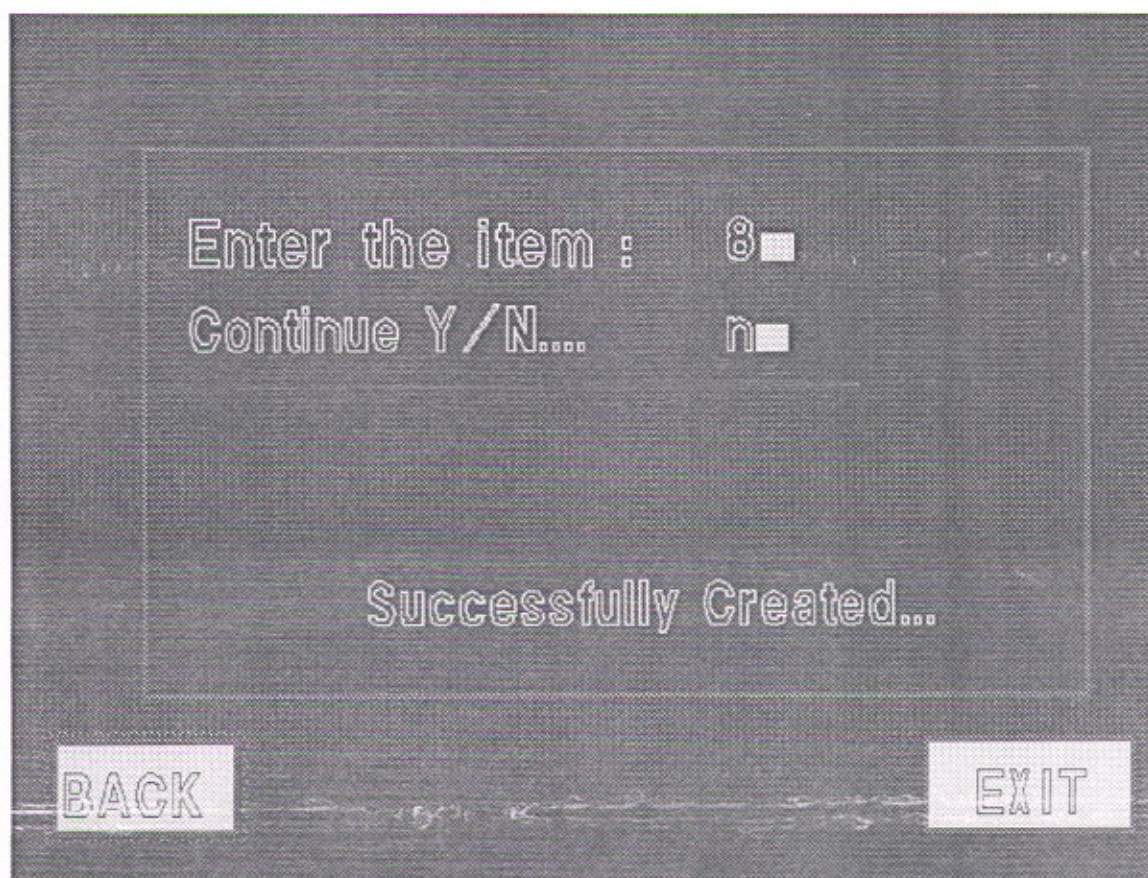 Enter the item : 8
Continue Y/N.... n
Successfully Created...
BACK
EXIT